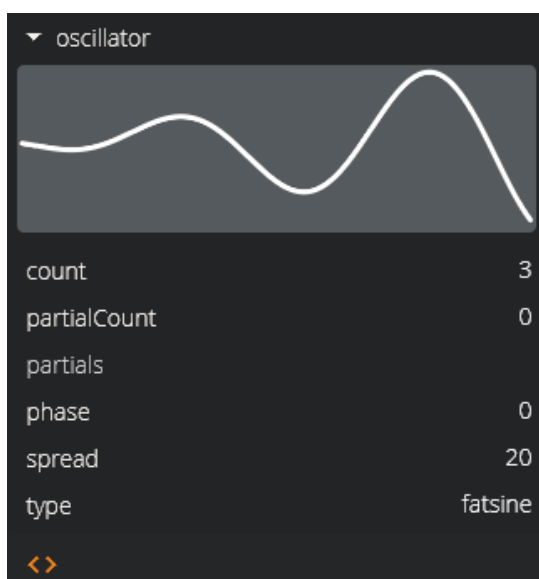 oscillator
count 3
partialCount 0
partials
phase 0
spread 20
type fatsine
<>